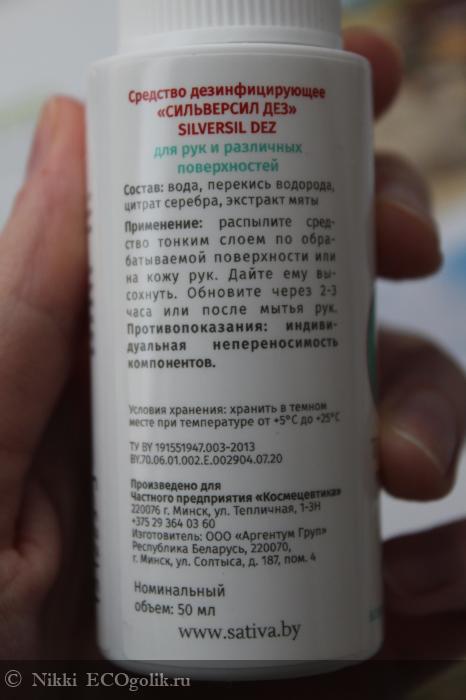 Средство дезинфицирующее
«СИЛЬВЕРСИЛ ДЕЗ»
SILVERSIL DEZ
для рук и различных
поверхностей
Состав: вода, перекись водорода,
цитрат серебра, экстракт мяты
Применение: распылите сред-
ство тонким слоем по обра-
батываемой поверхности или
на кожу рук. Дайте ему вы-
сохнуть. Обновите через 2-3
часа или после мытья рук.
Противопоказания: индиви-
дуальная непереносимость
компонентов.
Условия хранения: хранить в темном
месте при температуре от +5°C до +25°C
ТУ BY 191551947.003-2013
BY.70.06.01.002.E.002904.07.20
Произведено для
Частного предприятия «Космецевтика»
220076 г. Минск, ул. Тепличная, 1-3Н
+375 29 364 03 60
Изготовитель: ООО «Аргентум Груп»
Республика Беларусь, 220070,
г. Минск, ул. Солтыса, д. 187, пом. 4
Номинальный
объем: 50 мл
www.sativa.by
© Nikki ECOgolik.ru